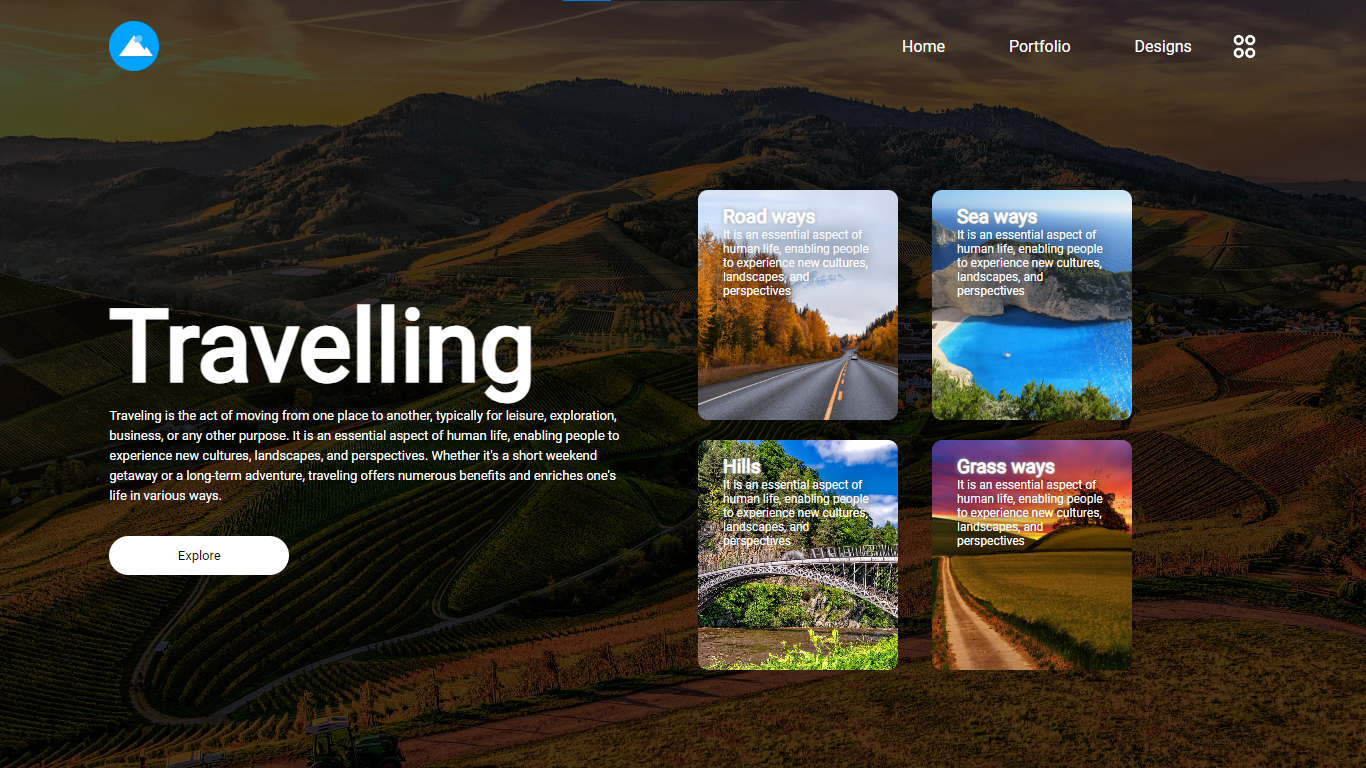 Home
Portfolio
Designs
Travelling
Traveling is the act of moving from one place to another, typically for leisure, exploration,
business, or any other purpose. It is an essential aspect of human life, enabling people to
experience new cultures, landscapes, and perspectives. Whether it's a short weekend
getaway or a long-term adventure, traveling offers numerous benefits and enriches one's
life in various ways.
Explore
Road ways
It is an essential aspect of
human life, enabling people
to experience new cultures,
landscapes, and
perspectives
Sea ways
It is an essential aspect of
human life, enabling people
to experience new cultures,
landscapes, and
perspectives
Hills
It is an essential aspect of
human life, enabling people
to experience new cultures,
landscapes, and
perspectives
Grass ways
It is an essential aspect of
human life, enabling people
to experience new cultures,
landscapes, and
perspectives